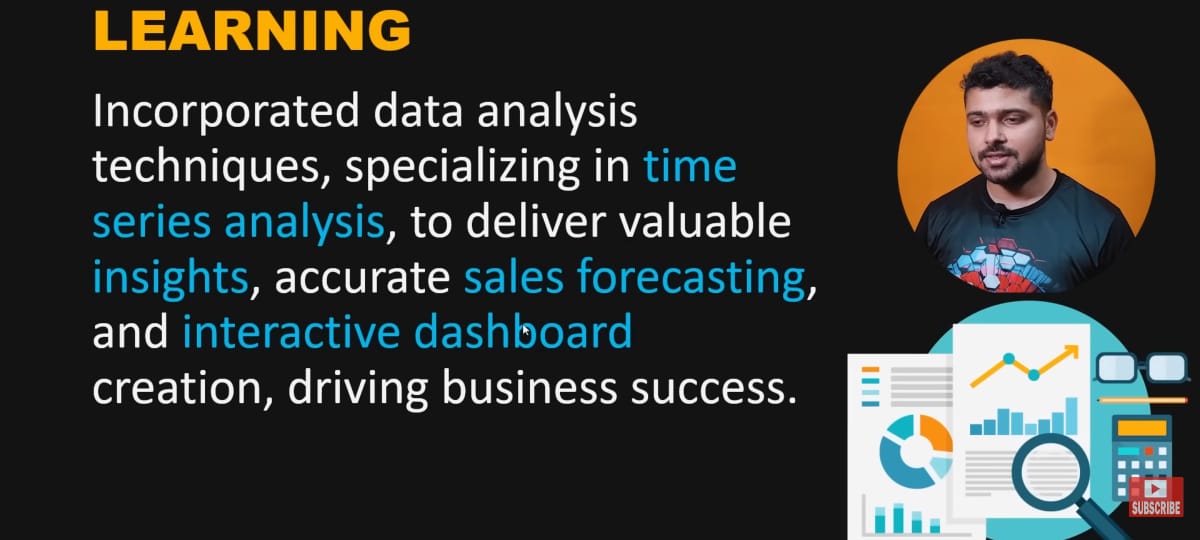 LEARNING
Incorporated data analysis
techniques, specializing in time
series analysis, to deliver valuable
insights, accurate sales forecasting,
and interactive dashboard
creation, driving business success.
SUBSCRIBE